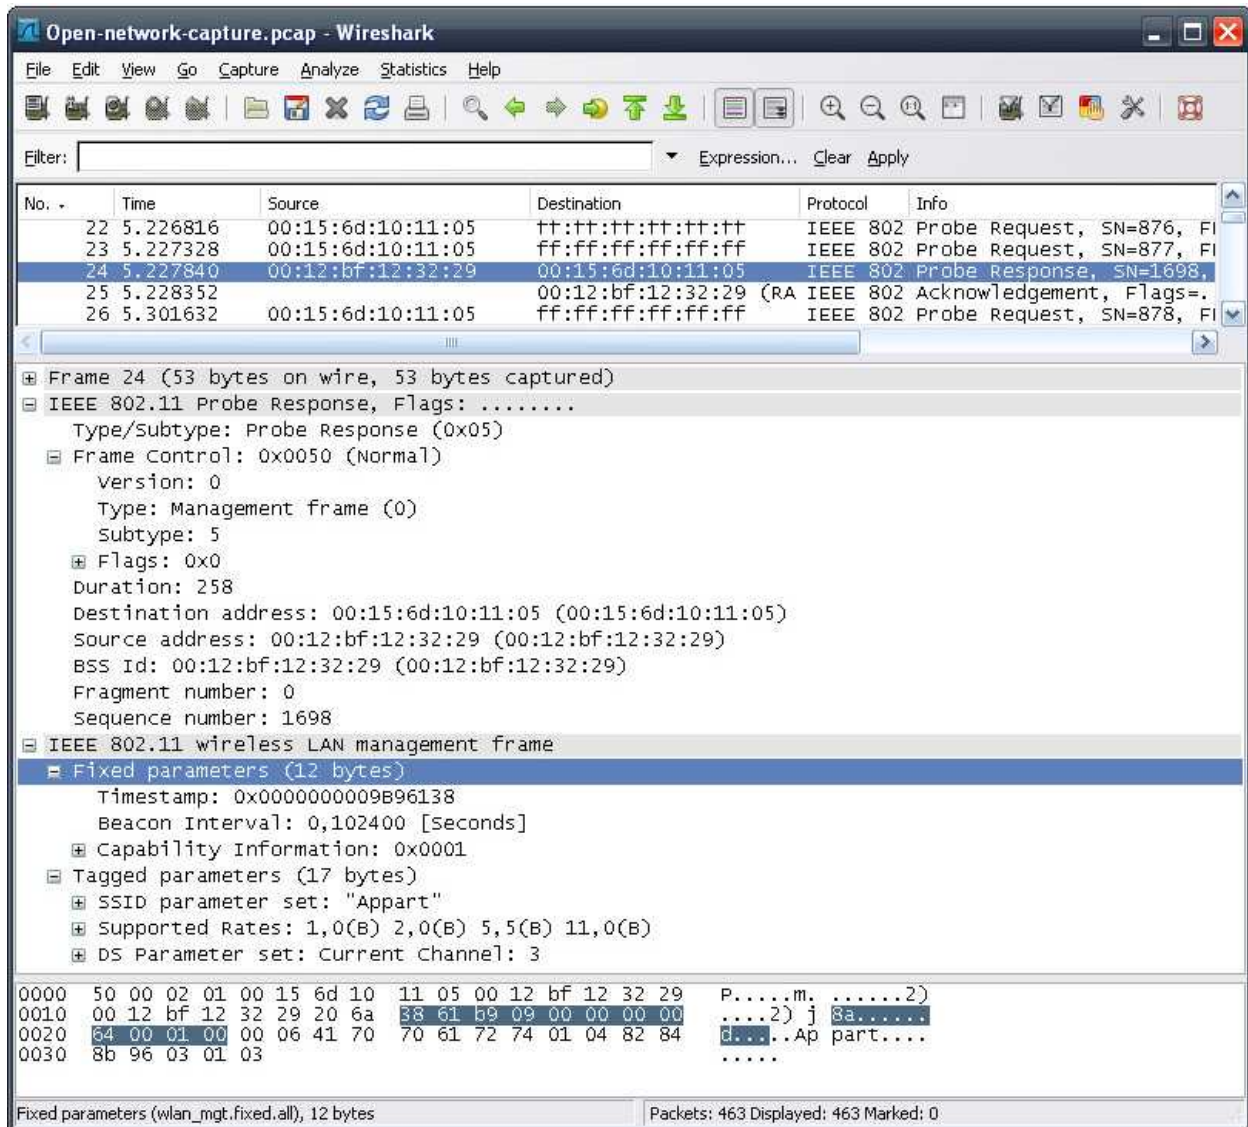 Open-network-capture.pcap - Wireshark
File Edit View Go Capture Analyze Statistics Help
Filter: Expression... Clear Apply
No. Time Source Destination Protocol Info
22 5.226816 00:15:6d:10:11:05 ff:ff:ff:ff:ff:ff IEEE 802 Probe Request, SN=876, Fl
23 5.227328 00:15:6d:10:11:05 ff:ff:ff:ff:ff:ff IEEE 802 Probe Request, SN=877, Fl
24 5.227840 00:12:bf:12:32:29 00:15:6d:10:11:05 IEEE 802 Probe Response, SN=1698,
25 5.228352 00:12:bf:12:32:29 (RA IEEE 802 Acknowledgement, Flags=.
26 5.301632 00:15:6d:10:11:05 ff:ff:ff:ff:ff:ff IEEE 802 Probe Request, SN=878, Fl
Frame 24 (53 bytes on wire, 53 bytes captured)
IEEE 802.11 Probe Response, Flags: ........
Type/Subtype: Probe Response (0x05)
Frame Control: 0x0050 (Normal)
Version: 0
Type: Management frame (0)
Subtype: 5
Flags: 0x0
Duration: 258
Destination address: 00:15:6d:10:11:05 (00:15:6d:10:11:05)
Source address: 00:12:bf:12:32:29 (00:12:bf:12:32:29)
BSS Id: 00:12:bf:12:32:29 (00:12:bf:12:32:29)
Fragment number: 0
Sequence number: 1698
IEEE 802.11 wireless LAN management frame
Fixed parameters (12 bytes)
Timestamp: 0x0000000009B96138
Beacon Interval: 0,102400 [Seconds]
Capability Information: 0x0001
Tagged parameters (17 bytes)
SSID parameter set: "Appart"
Supported Rates: 1,0(B) 2,0(B) 5,5(B) 11,0(B)
DS Parameter set: Current Channel: 3
0000 50 00 02 01 00 15 6d 10 11 05 00 12 bf 12 32 29 P.....m. ......2)
0010 00 12 bf 12 32 29 20 6a 38 61 b9 09 00 00 00 00 ....2) j 8a......
0020 64 00 01 00 00 06 41 70 70 61 72 74 01 04 82 84 d.....Ap part....
0030 8b 96 03 01 03 .....
Fixed parameters (wlan_mgt.fixed.all), 12 bytes Packets: 463 Displayed: 463 Marked: 0